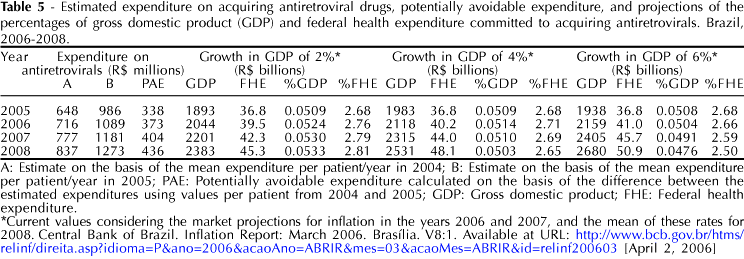 Table 5 - Estimated expenditure on acquiring antiretroviral drugs, potentially avoidable expenditure, and projections of the
percentages of gross domestic product (GDP) and federal health expenditure committed to acquiring antiretrovirals. Brazil,
2006-2008.
Year Expenditure on Growth in GDP of 2%* Growth in GDP of 4%* Growth in GDP of 6%*
antiretrovirals (R$ millions) (R$ billions) (R$ billions) (R$ billions)
A B PAE GDP FHE %GDP %FHE GDP FHE %GDP %FHE GDP FHE %GDP %FHE
2005 648 986 338 1893 36.8 0.0509 2.68 1983 36.8 0.0509 2.68 1938 36.8 0.0508 2.68
2006 716 1089 373 2044 39.5 0.0524 2.76 2118 40.2 0.0514 2.71 2159 41.0 0.0504 2.66
2007 777 1181 404 2201 42.3 0.0530 2.79 2315 44.0 0.0510 2.69 2405 45.7 0.0491 2.59
2008 837 1273 436 2383 45.3 0.0533 2.81 2531 48.1 0.0503 2.65 2680 50.9 0.0476 2.50
A: Estimate on the basis of the mean expenditure per patient/year in 2004; B: Estimate on the basis of the mean expenditure
per patient/year in 2005; PAE: Potentially avoidable expenditure calculated on the basis of the difference between the
estimated expenditures using values per patient from 2004 and 2005; GDP: Gross domestic product; FHE: Federal health
expenditure.
*Current values considering the market projections for inflation in the years 2006 and 2007, and the mean of these rates for
2008. Central Bank of Brazil. Inflation Report: March 2006. Brasília. V8:1. Available at URL: http://www.bcb.gov.br/htms/
relinf/direita.asp?idioma=P&ano=2006&acaoAno=ABRIR&mes=03&acaoMes=ABRIR&id=relinf200603 [April 2, 2006]